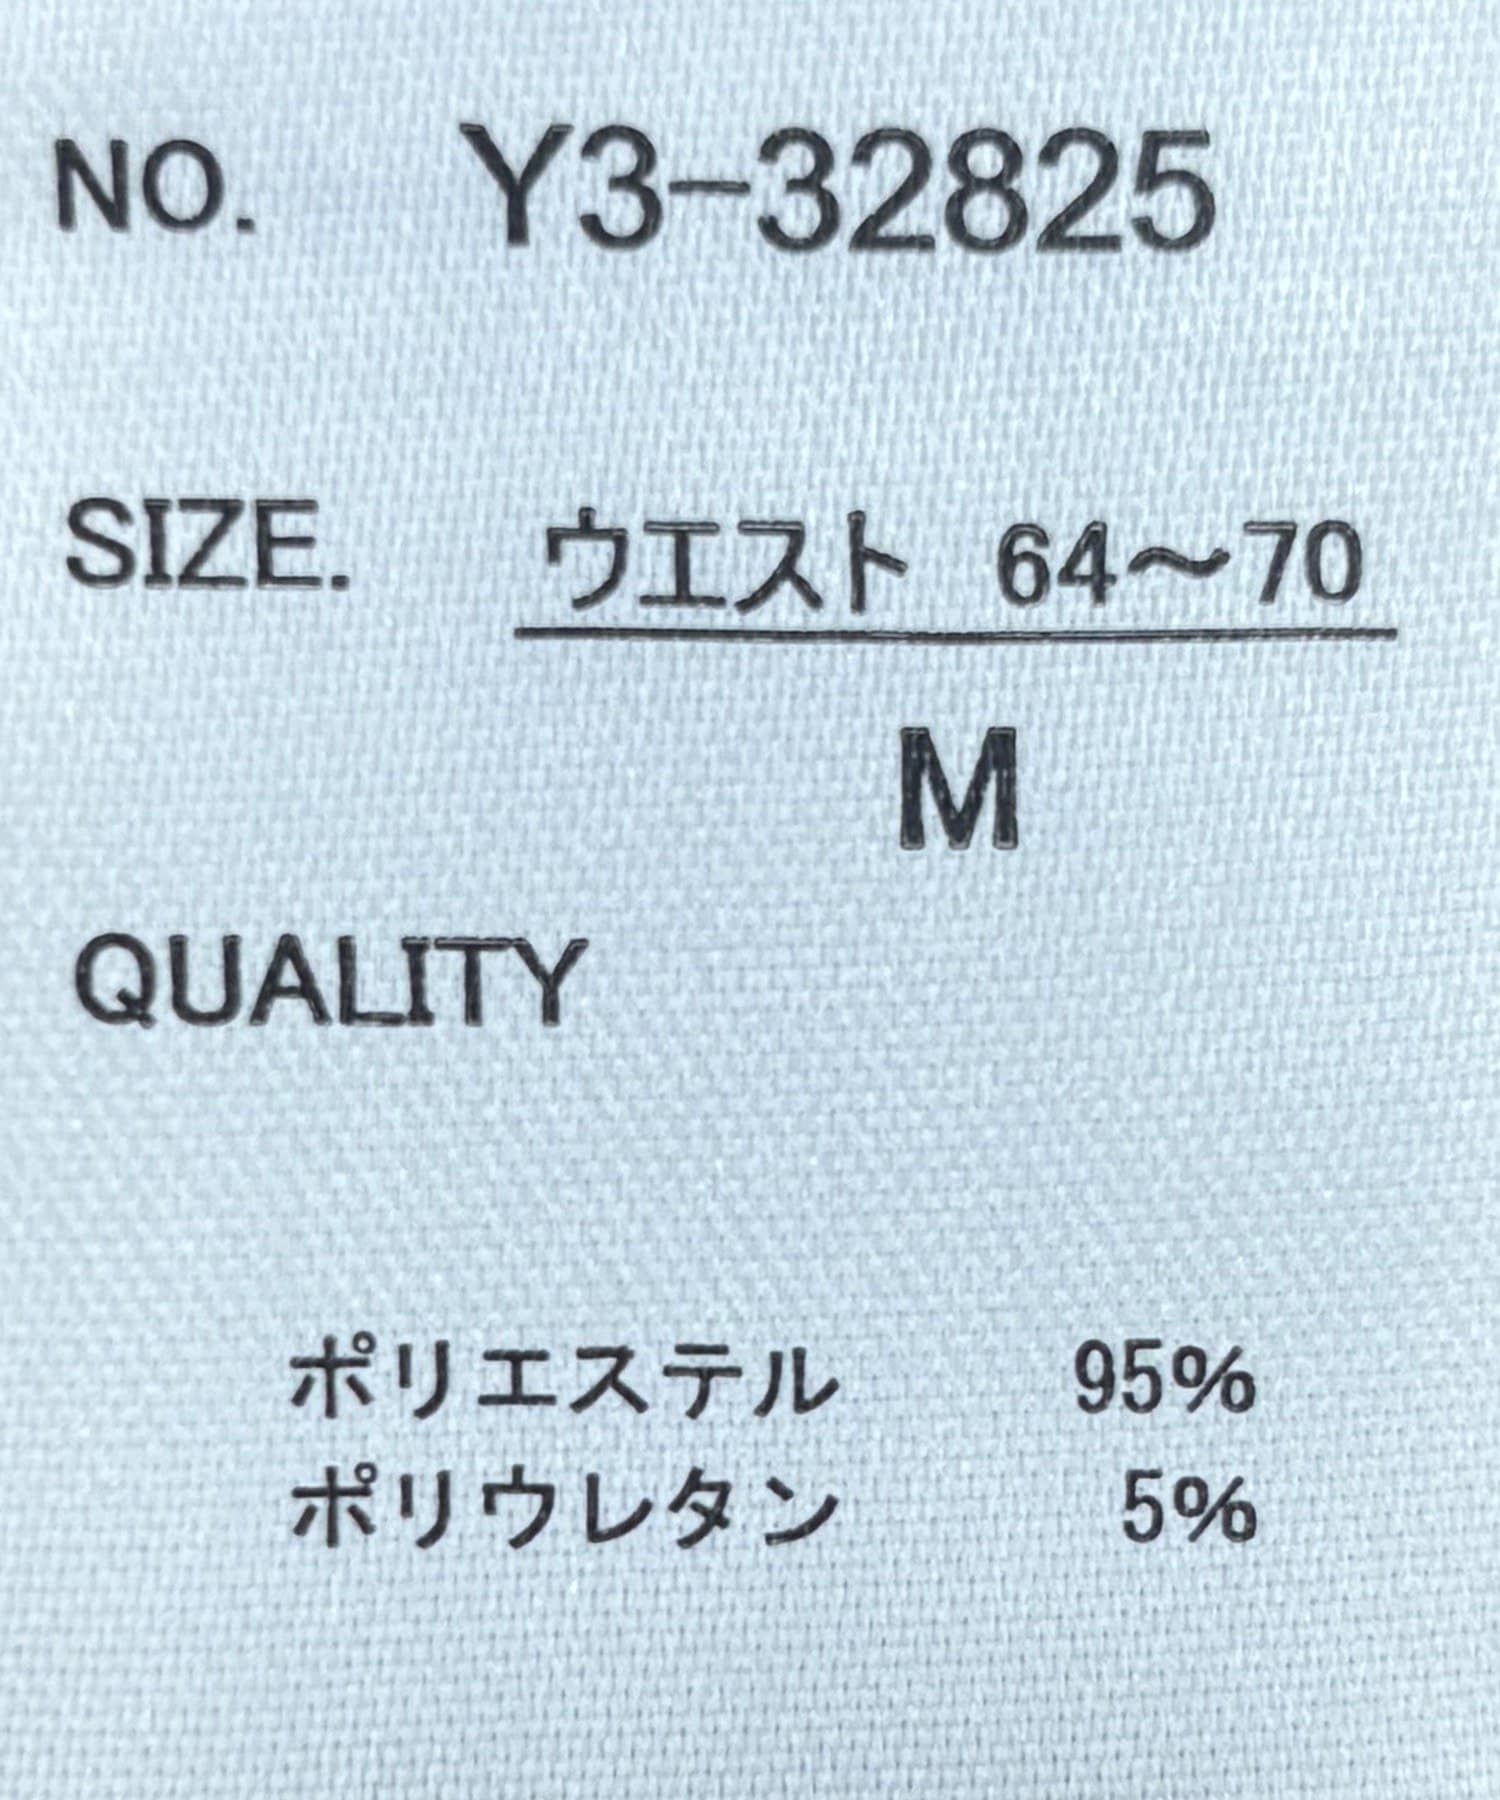 NO. Y3-32825
SIZE. ウエスト 64～70
M
QUALITY
ポリエステル 95%
ポリウレタン 5%